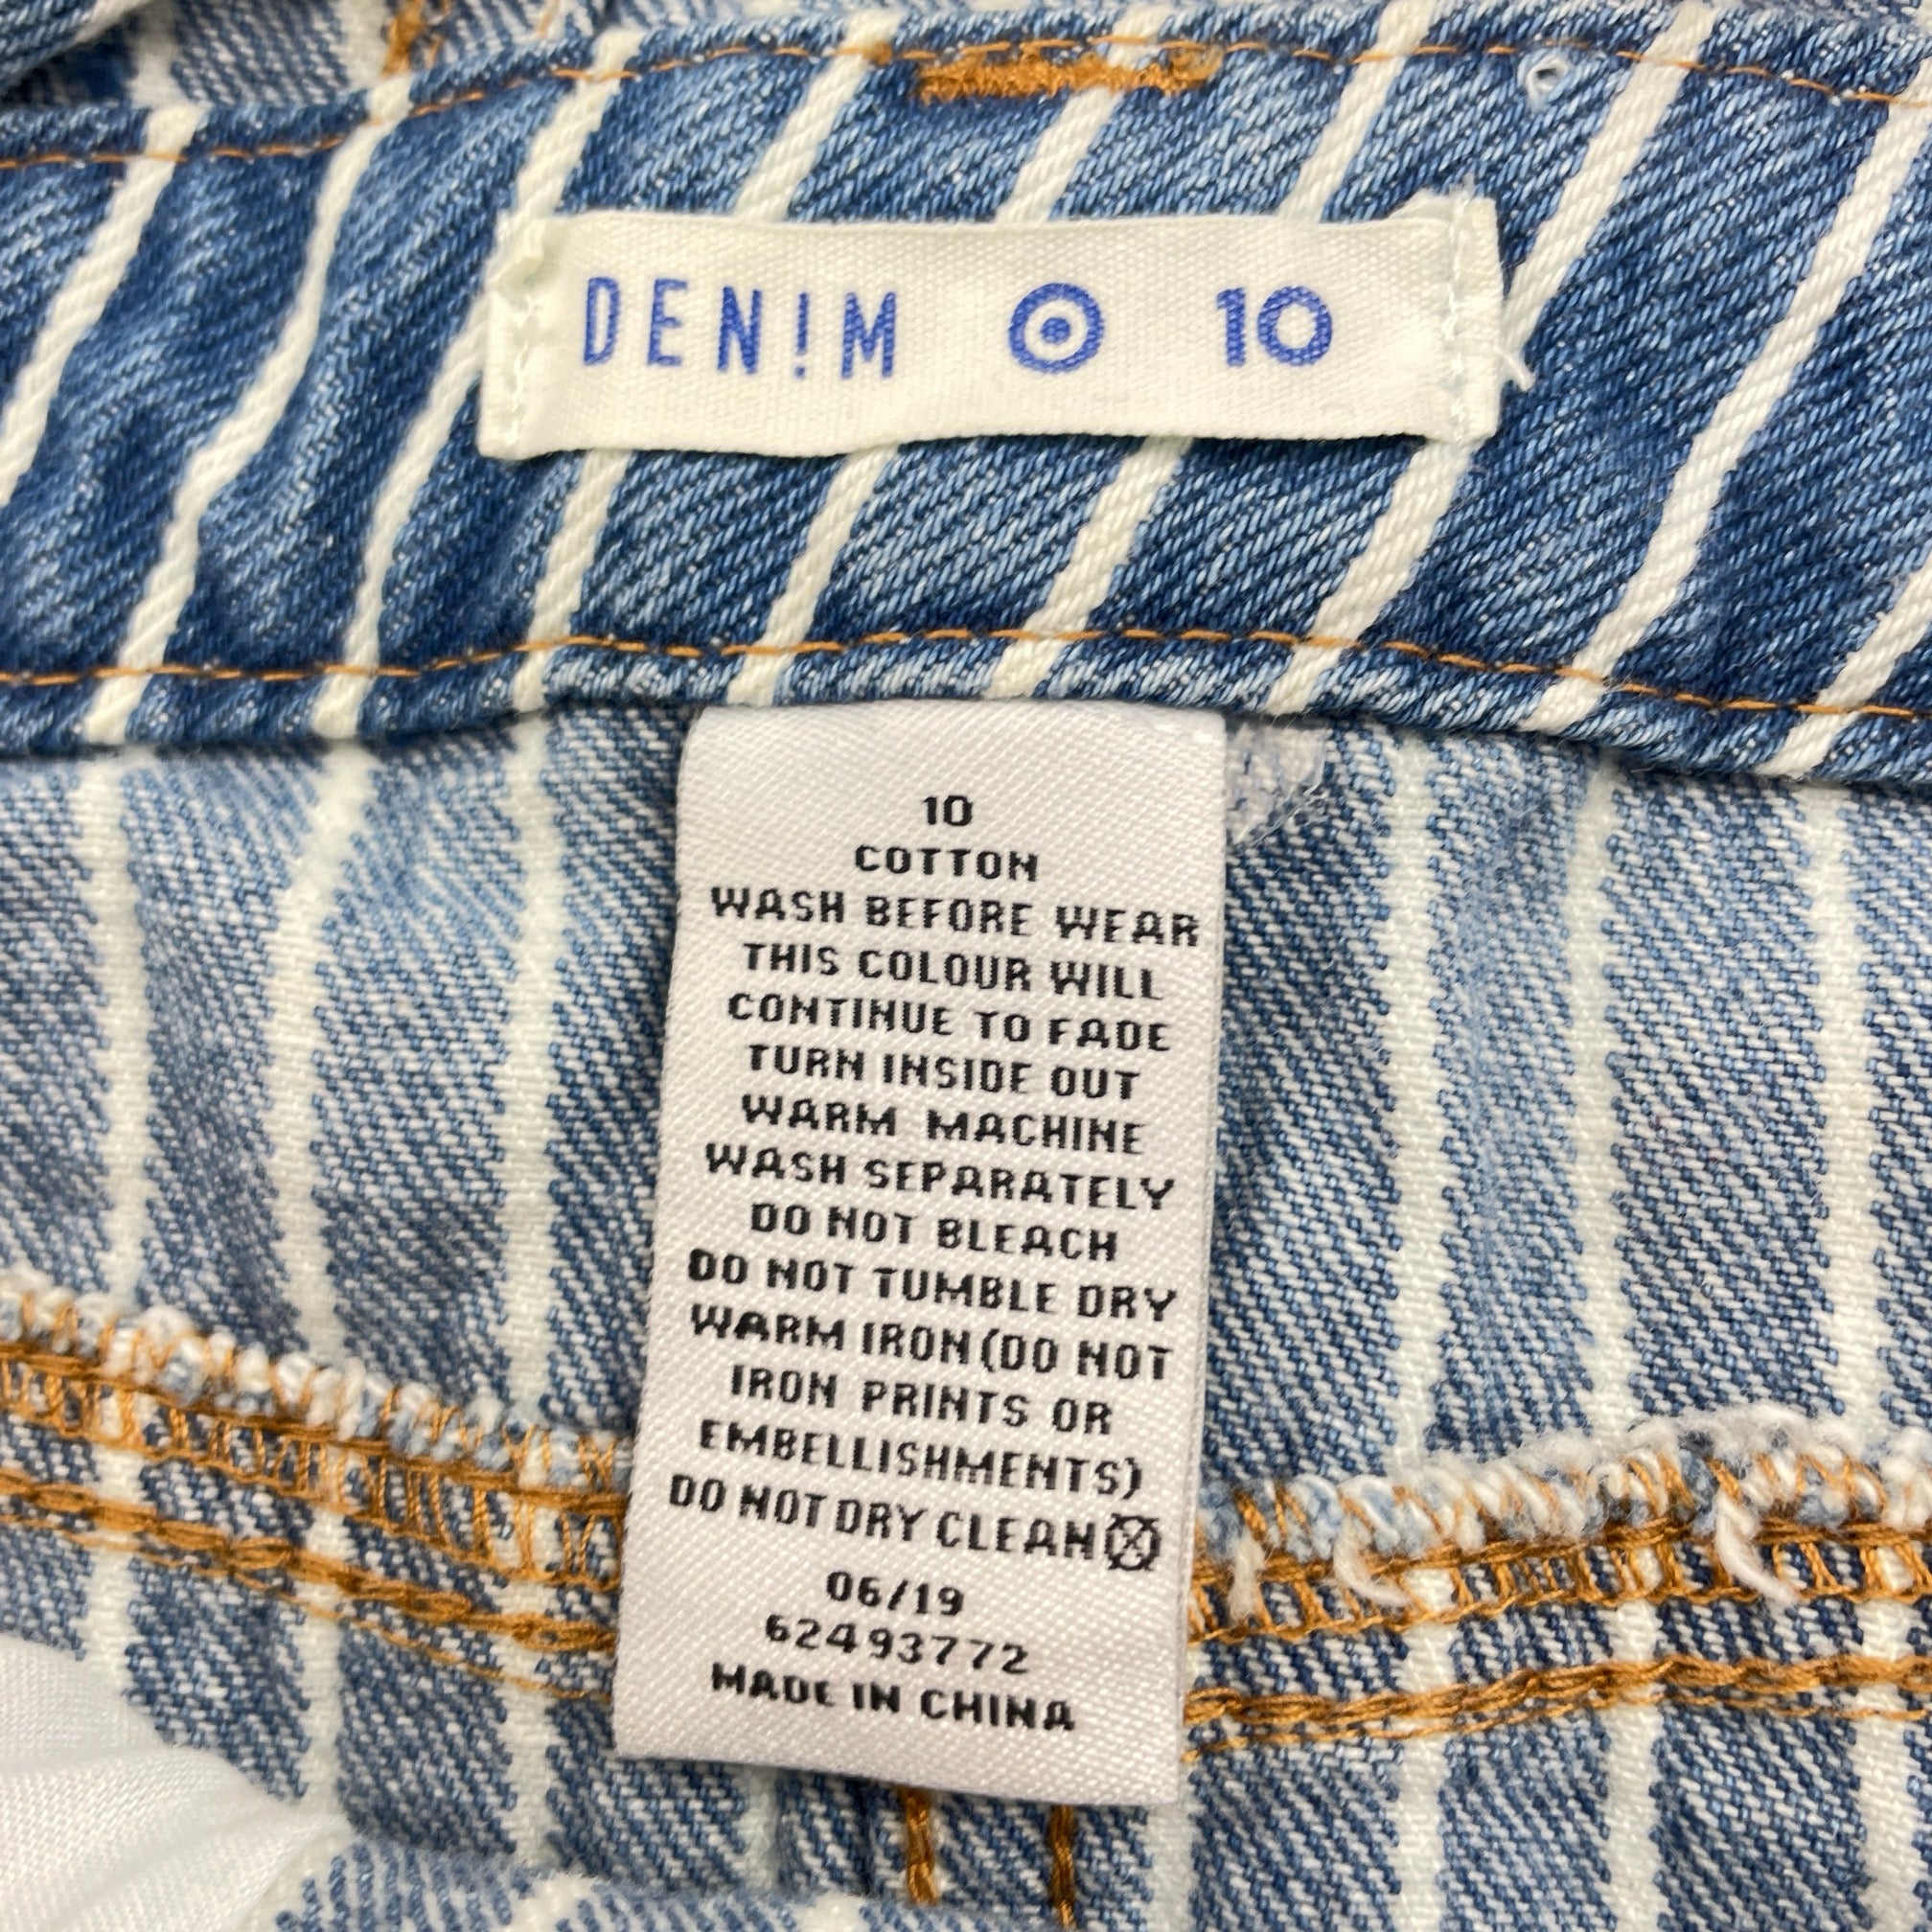 DEN!M 10
10
COTTON
WASH BEFORE WEAR
THIS COLOUR WILL
CONTINUE TO FADE
TURN INSIDE OUT
WARM MACHINE
WASH SEPARATELY
DO NOT BLEACH
DO NOT TUMBLE DRY
WARM IRON (DO NOT
IRON PRINTS OR
EMBELLISHMENTS)
DO NOT DRY CLEAN
06/19
62493772
MADE IN CHINA